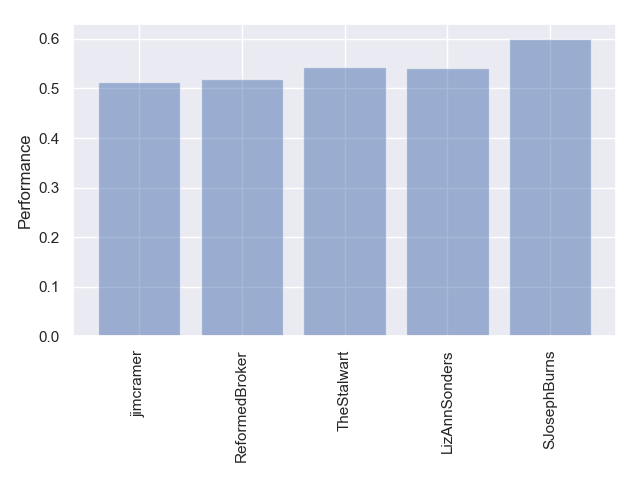 0.6
0.5
0.4
0.3
0.2
0.1
0.0
Performance
jimcramer
ReformedBroker
TheStalwart
LizAnnSonders
SJosephBurns